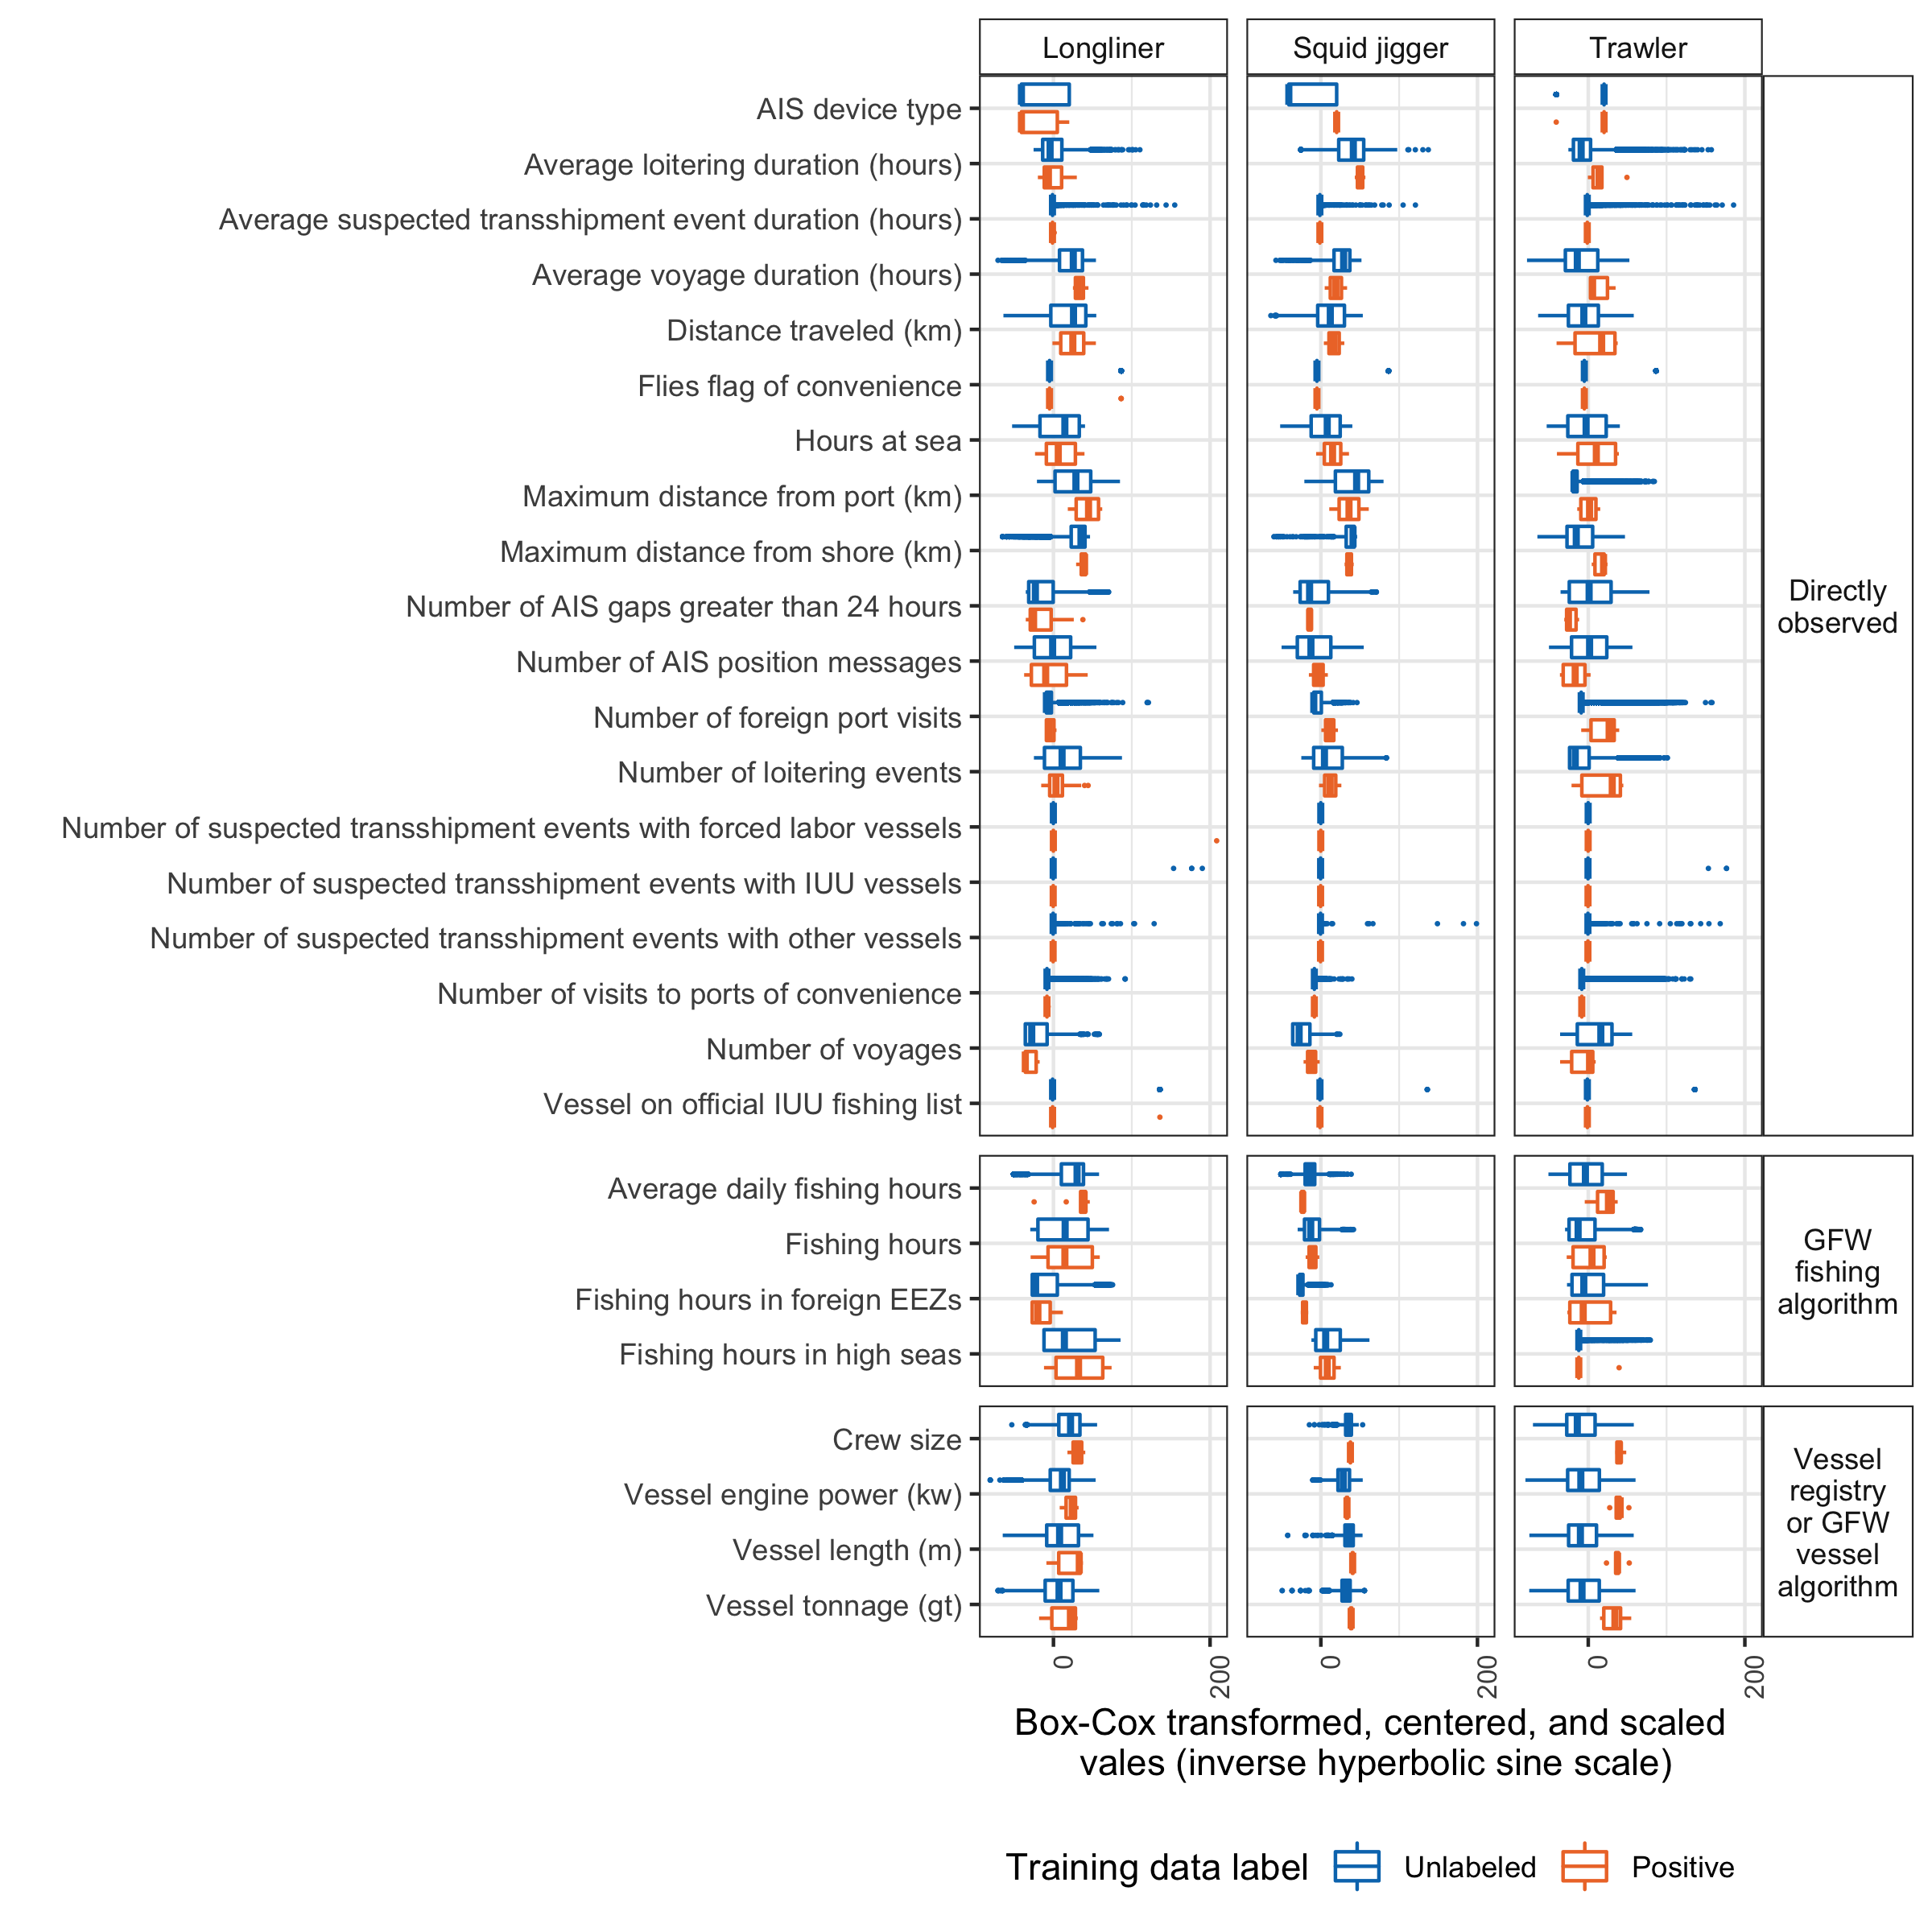 Longliner
Squid jigger
Trawler
AIS device type
Average loitering duration (hours)
Average suspected transshipment event duration (hours)
Average voyage duration (hours)
Distance traveled (km)
Flies flag of convenience
Hours at sea
Maximum distance from port (km)
Maximum distance from shore (km)
Number of AIS gaps greater than 24 hours
Number of AIS position messages
Number of foreign port visits
Number of loitering events
Number of suspected transshipment events with forced labor vessels
Number of suspected transshipment events with IUU vessels
Number of suspected transshipment events with other vessels
Number of visits to ports of convenience
Number of voyages
Vessel on official IUU fishing list
Directly
observed
Average daily fishing hours
Fishing hours
Fishing hours in foreign EEZs
Fishing hours in high seas
GFW
fishing
algorithm
Crew size
Vessel engine power (kw)
Vessel length (m)
Vessel tonnage (gt)
Vessel
registry
or GFW
vessel
algorithm
0
200
0
200
0
200
Box-Cox transformed, centered, and scaled
vales (inverse hyperbolic sine scale)
Training data label
Unlabeled
Positive